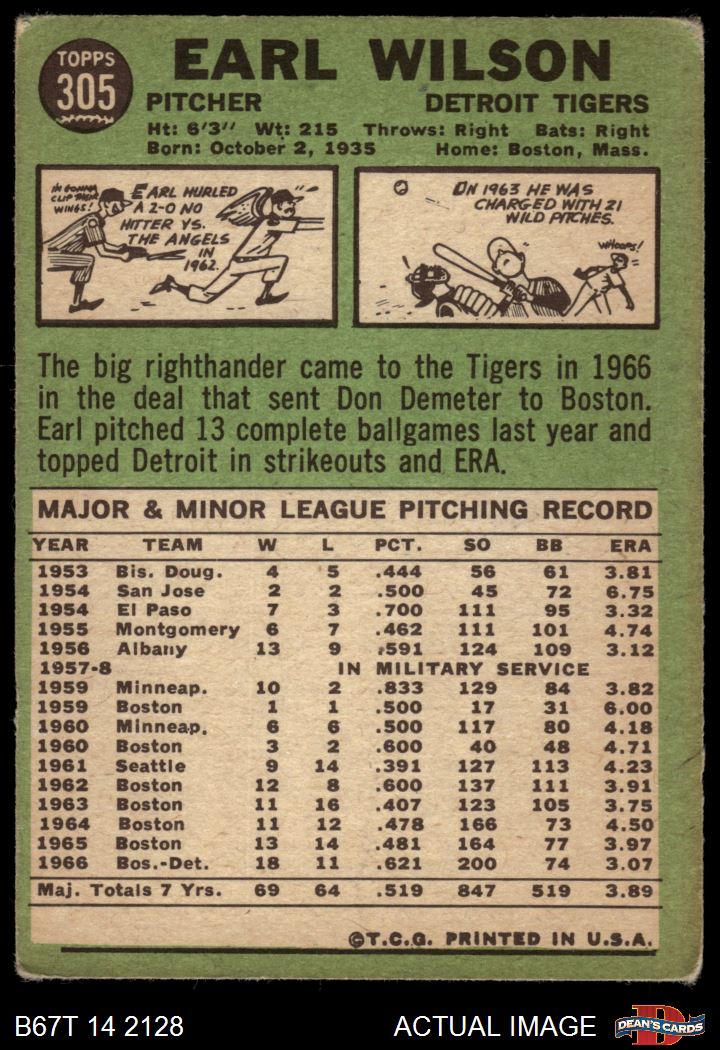 TOPPS
305
EARL WILSON
PITCHER DETROIT TIGERS
Ht: 6'3" Wt: 215 Throws: Right Bats: Right
Born: October 2, 1935 Home: Boston, Mass.
I'M GONNA
CLIP THEIR
WINGS!
EARL HURLED
A 2-0 NO
HITTER VS.
THE ANGELS
IN
1962.
IN 1963 HE WAS
CHARGED WITH 21
WILD PITCHES.
WHOOPS!
The big righthander came to the Tigers in 1966
in the deal that sent Don Demeter to Boston.
Earl pitched 13 complete ballgames last year and
topped Detroit in strikeouts and ERA.
MAJOR & MINOR LEAGUE PITCHING RECORD
YEAR TEAM W L PCT. SO BB ERA
1953 Bis. Doug. 4 5 .444 56 61 3.81
1954 San Jose 2 2 .500 45 72 6.75
1954 El Paso 7 3 .700 111 95 3.32
1955 Montgomery 6 7 .462 111 101 4.74
1956 Albany 13 9 .591 124 109 3.12
1957-8 IN MILITARY SERVICE
1959 Minneap. 10 2 .833 129 84 3.82
1959 Boston 1 1 .500 17 31 6.00
1960 Minneap. 6 6 .500 117 80 4.18
1960 Boston 3 2 .600 40 48 4.71
1961 Seattle 9 14 .391 127 113 4.23
1962 Boston 12 8 .600 137 111 3.91
1963 Boston 11 16 .407 123 105 3.75
1964 Boston 11 12 .478 166 73 4.50
1965 Boston 13 14 .481 164 77 3.97
1966 Bos.-Det. 18 11 .621 200 74 3.07
Maj. Totals 7 Yrs. 69 64 .519 847 519 3.89
©T.C.G. PRINTED IN U.S.A.
B67T 14 2128 ACTUAL IMAGE
D
DEAN'S CARDS